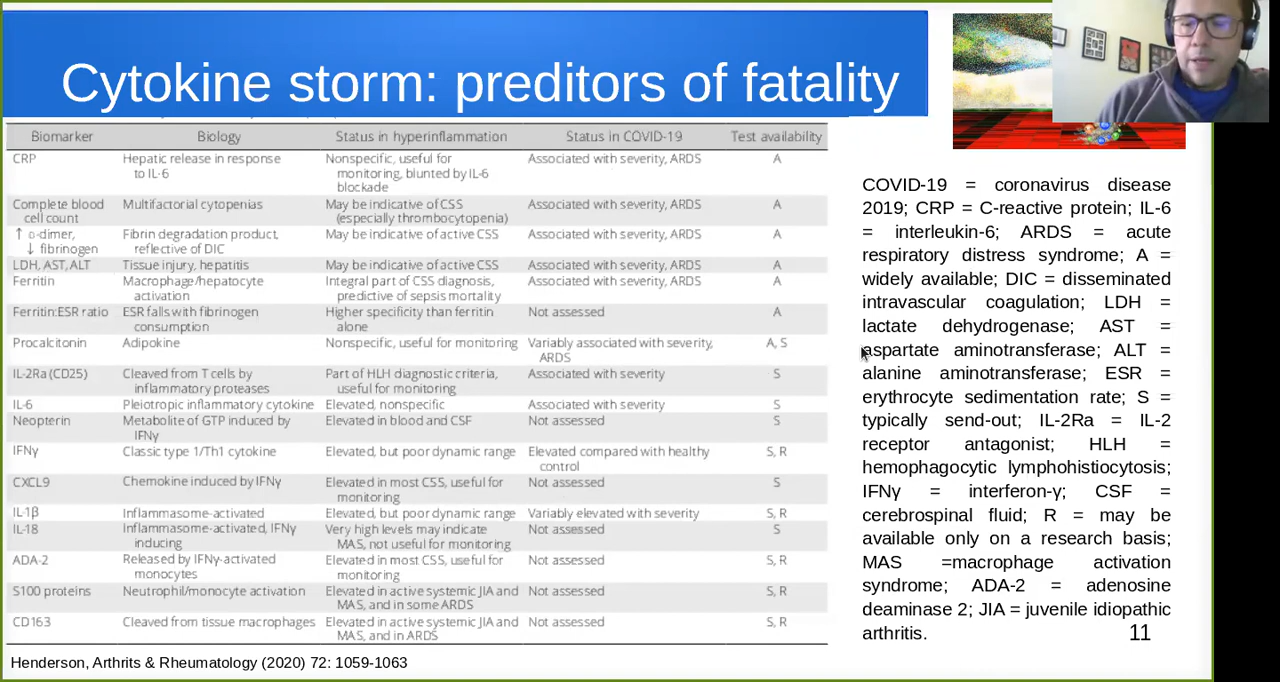 Cytokine storm: preditors of fatality
Biomarker Biology Status in hyperinflammation Status in COVID-19 Test availability
CRP Hepatic release in response to IL-6 Nonspecific, useful for monitoring, blunted by IL-6 blockade Associated with severity, ARDS A
Complete blood cell count Multifactorial cytopenias May be indicative of CSS (especially thrombocytopenia) Associated with severity, ARDS A
↑ D-dimer, ↓ fibrinogen Fibrin degradation product, reflective of DIC May be indicative of active CSS Associated with severity, ARDS A
LDH, AST, ALT Tissue injury, hepatitis May be indicative of active CSS Associated with severity, ARDS A
Ferritin Macrophage/hepatocyte activation Integral part of CSS diagnosis, predictive of sepsis mortality Associated with severity, ARDS A
Ferritin:ESR ratio ESR falls with fibrinogen consumption Higher specificity than ferritin alone Not assessed A
Procalcitonin Adipokine Nonspecific, useful for monitoring Variably associated with severity, ARDS A, S
IL-2Ra (CD25) Cleaved from T cells by inflammatory proteases Part of HLH diagnostic criteria, useful for monitoring Associated with severity S
IL-6 Pleiotropic inflammatory cytokine Elevated, nonspecific Associated with severity S
Neopterin Metabolite of GTP induced by IFNγ Elevated in blood and CSF Not assessed S
IFNγ Classic type 1/Th1 cytokine Elevated, but poor dynamic range Elevated compared with healthy control S, R
CXCL9 Chemokine induced by IFNγ Elevated in most CSS, useful for monitoring Not assessed S
IL-1β Inflammasome-activated Elevated, but poor dynamic range Variably elevated with severity S, R
IL-18 Inflammasome-activated, IFNγ inducing Very high levels may indicate MAS, not useful for monitoring Not assessed S
ADA-2 Released by IFNγ-activated monocytes Elevated in most CSS, useful for monitoring Not assessed S, R
S100 proteins Neutrophil/monocyte activation Elevated in active systemic JIA and MAS, and in some ARDS Not assessed S, R
CD163 Cleaved from tissue macrophages Elevated in active systemic JIA and MAS, and in ARDS Not assessed S, R
Henderson, Arthrits & Rheumatology (2020) 72: 1059-1063
COVID-19 = coronavirus disease
2019; CRP = C-reactive protein; IL-6
= interleukin-6; ARDS = acute
respiratory distress syndrome; A =
widely available; DIC = disseminated
intravascular coagulation; LDH =
lactate dehydrogenase; AST =
aspartate aminotransferase; ALT =
alanine aminotransferase; ESR =
erythrocyte sedimentation rate; S =
typically send-out; IL-2Ra = IL-2
receptor antagonist; HLH =
hemophagocytic lymphohistiocytosis;
IFNγ = interferon-γ; CSF =
cerebrospinal fluid; R = may be
available only on a research basis;
MAS =macrophage activation
syndrome; ADA-2 = adenosine
deaminase 2; JIA = juvenile idiopathic
arthritis.
11